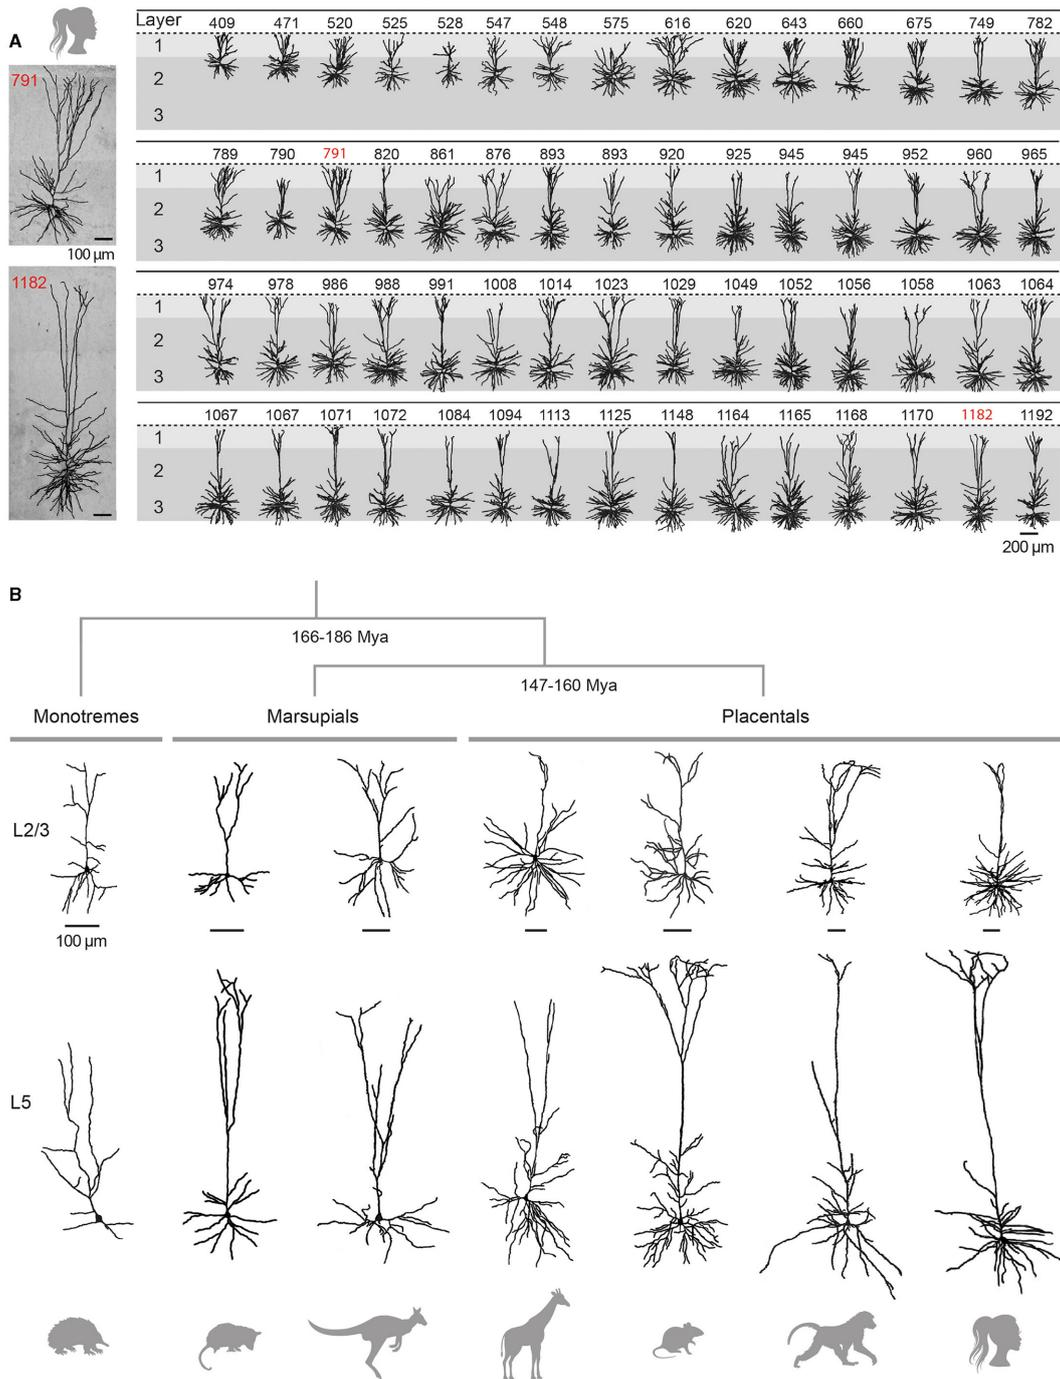 A
791
100 µm
1182
Layer 409 471 520 525 528 547 548 575 616 620 643 660 675 749 782
1
2
3
789 790 791 820 861 876 893 893 920 925 945 945 952 960 965
1
2
3
974 978 986 988 991 1008 1014 1023 1029 1049 1052 1056 1058 1063 1064
1
2
3
1067 1067 1071 1072 1084 1094 1113 1125 1148 1164 1165 1168 1170 1182 1192
1
2
3
200 µm
B
166-186 Mya
147-160 Mya
Monotremes Marsupials Placentals
L2/3
100 µm
L5